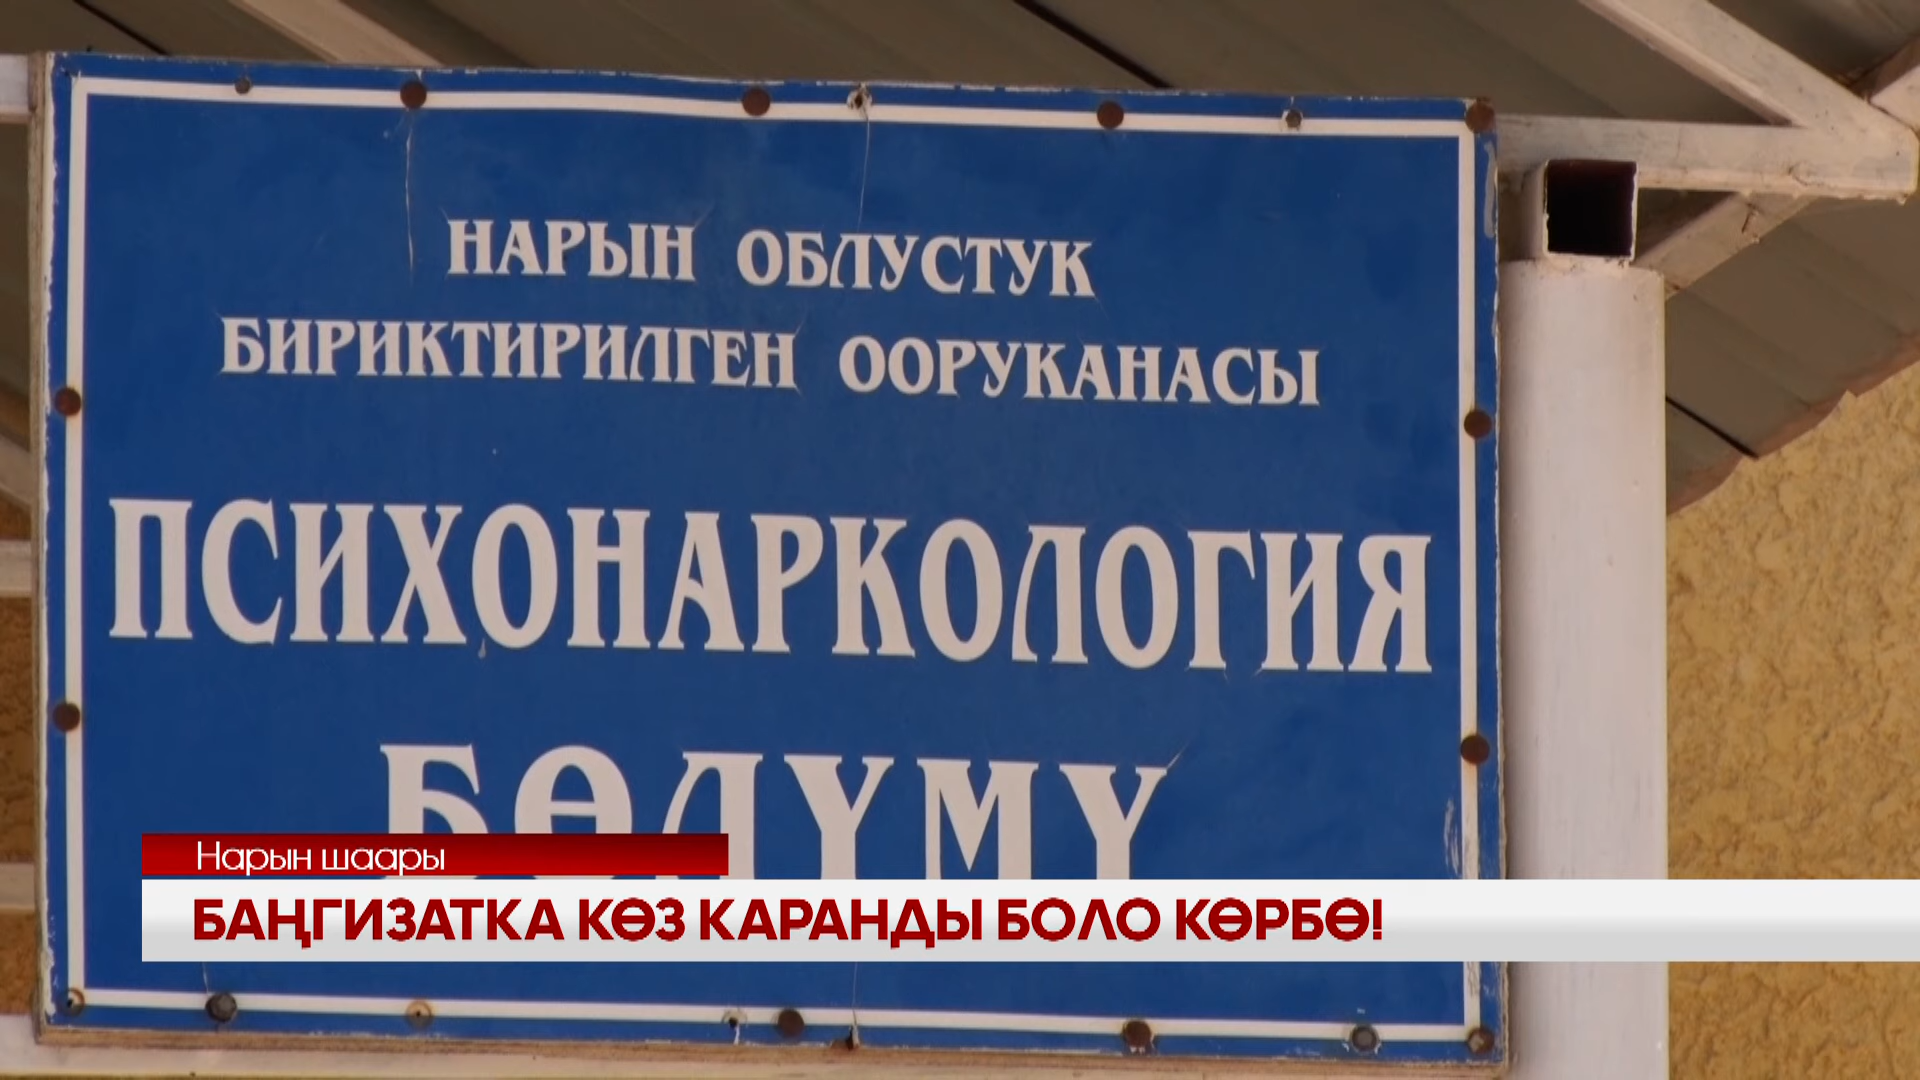 НАРЫН ОБЛУСТУК
БИРИКТИРИЛГЕН ООРУКАНАСЫ
ПСИХОНАРКОЛОГИЯ
БӨЛҮМҮ
Нарын шаары
БАҢГИЗАТКА КӨЗ КАРАНДЫ БОЛО КӨРБӨ!